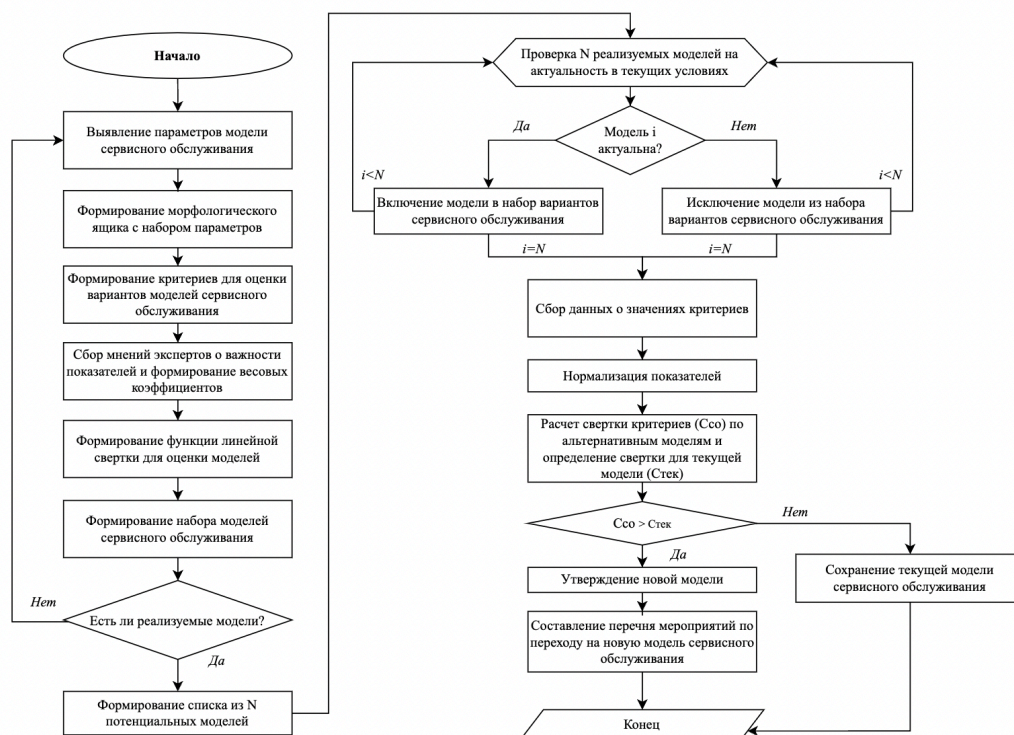 Начало
Выявление параметров модели
сервисного обслуживания
Формирование морфологического
ящика с набором параметров
Формирование критериев для оценки
вариантов моделей сервисного
обслуживания
Сбор мнений экспертов о важности
показателей и формирование весовых
коэффициентов
Формирование функции линейной
свертки для оценки моделей
Формирование набора моделей
сервисного обслуживания
Нет
Есть ли реализуемые модели?
Да
Формирование списка из N
потенциальных моделей
Проверка N реализуемых моделей на
актуальность в текущих условиях
Да
Модель i
актуальна?
Нет
i<N
i<N
Включение модели в набор вариантов
сервисного обслуживания
Исключение модели из набора
вариантов сервисного обслуживания
i=N
i=N
Сбор данных о значениях критериев
Нормализация показателей
Расчет свертки критериев (Ссо) по
альтернативным моделям и
определение свертки для текущей
модели (Стек)
Ссо > Стек
Нет
Да
Утверждение новой модели
Сохранение текущей модели
сервисного обслуживания
Составление перечня мероприятий по
переходу на новую модель сервисного
обслуживания
Конец